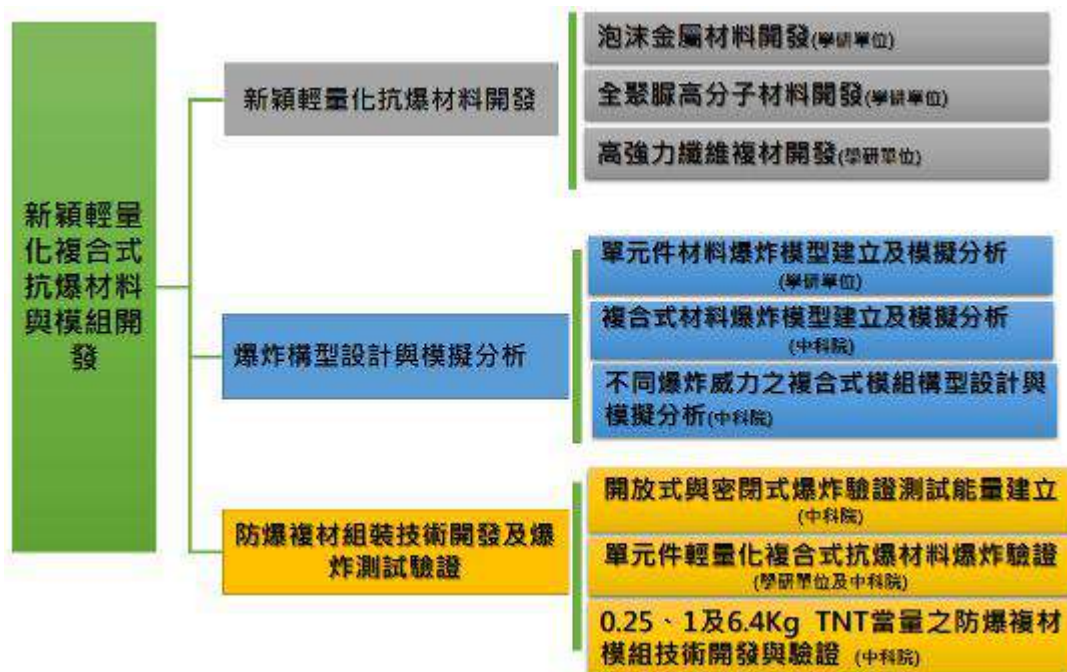 新穎輕量
化複合式
抗爆材料
與模組開
發
新穎輕量化抗爆材料開發
泡沫金屬材料開發(學研單位)
全聚脲高分子材料開發(學研單位)
高強力纖維複材開發(學研單位)
爆炸構型設計與模擬分析
單元件材料爆炸模型建立及模擬分析
(學研單位)
複合式材料爆炸模型建立及模擬分析
(中科院)
不同爆炸威力之複合式模組構型設計與
模擬分析(中科院)
防爆複材組裝技術開發及爆
炸測試驗證
開放式與密閉式爆炸驗證測試能量建立
(中科院)
單元件輕量化複合式抗爆材料爆炸驗證
(學研單位及中科院)
0.25、1及6.4Kg TNT當量之防爆複材
模組技術開發與驗證 (中科院)